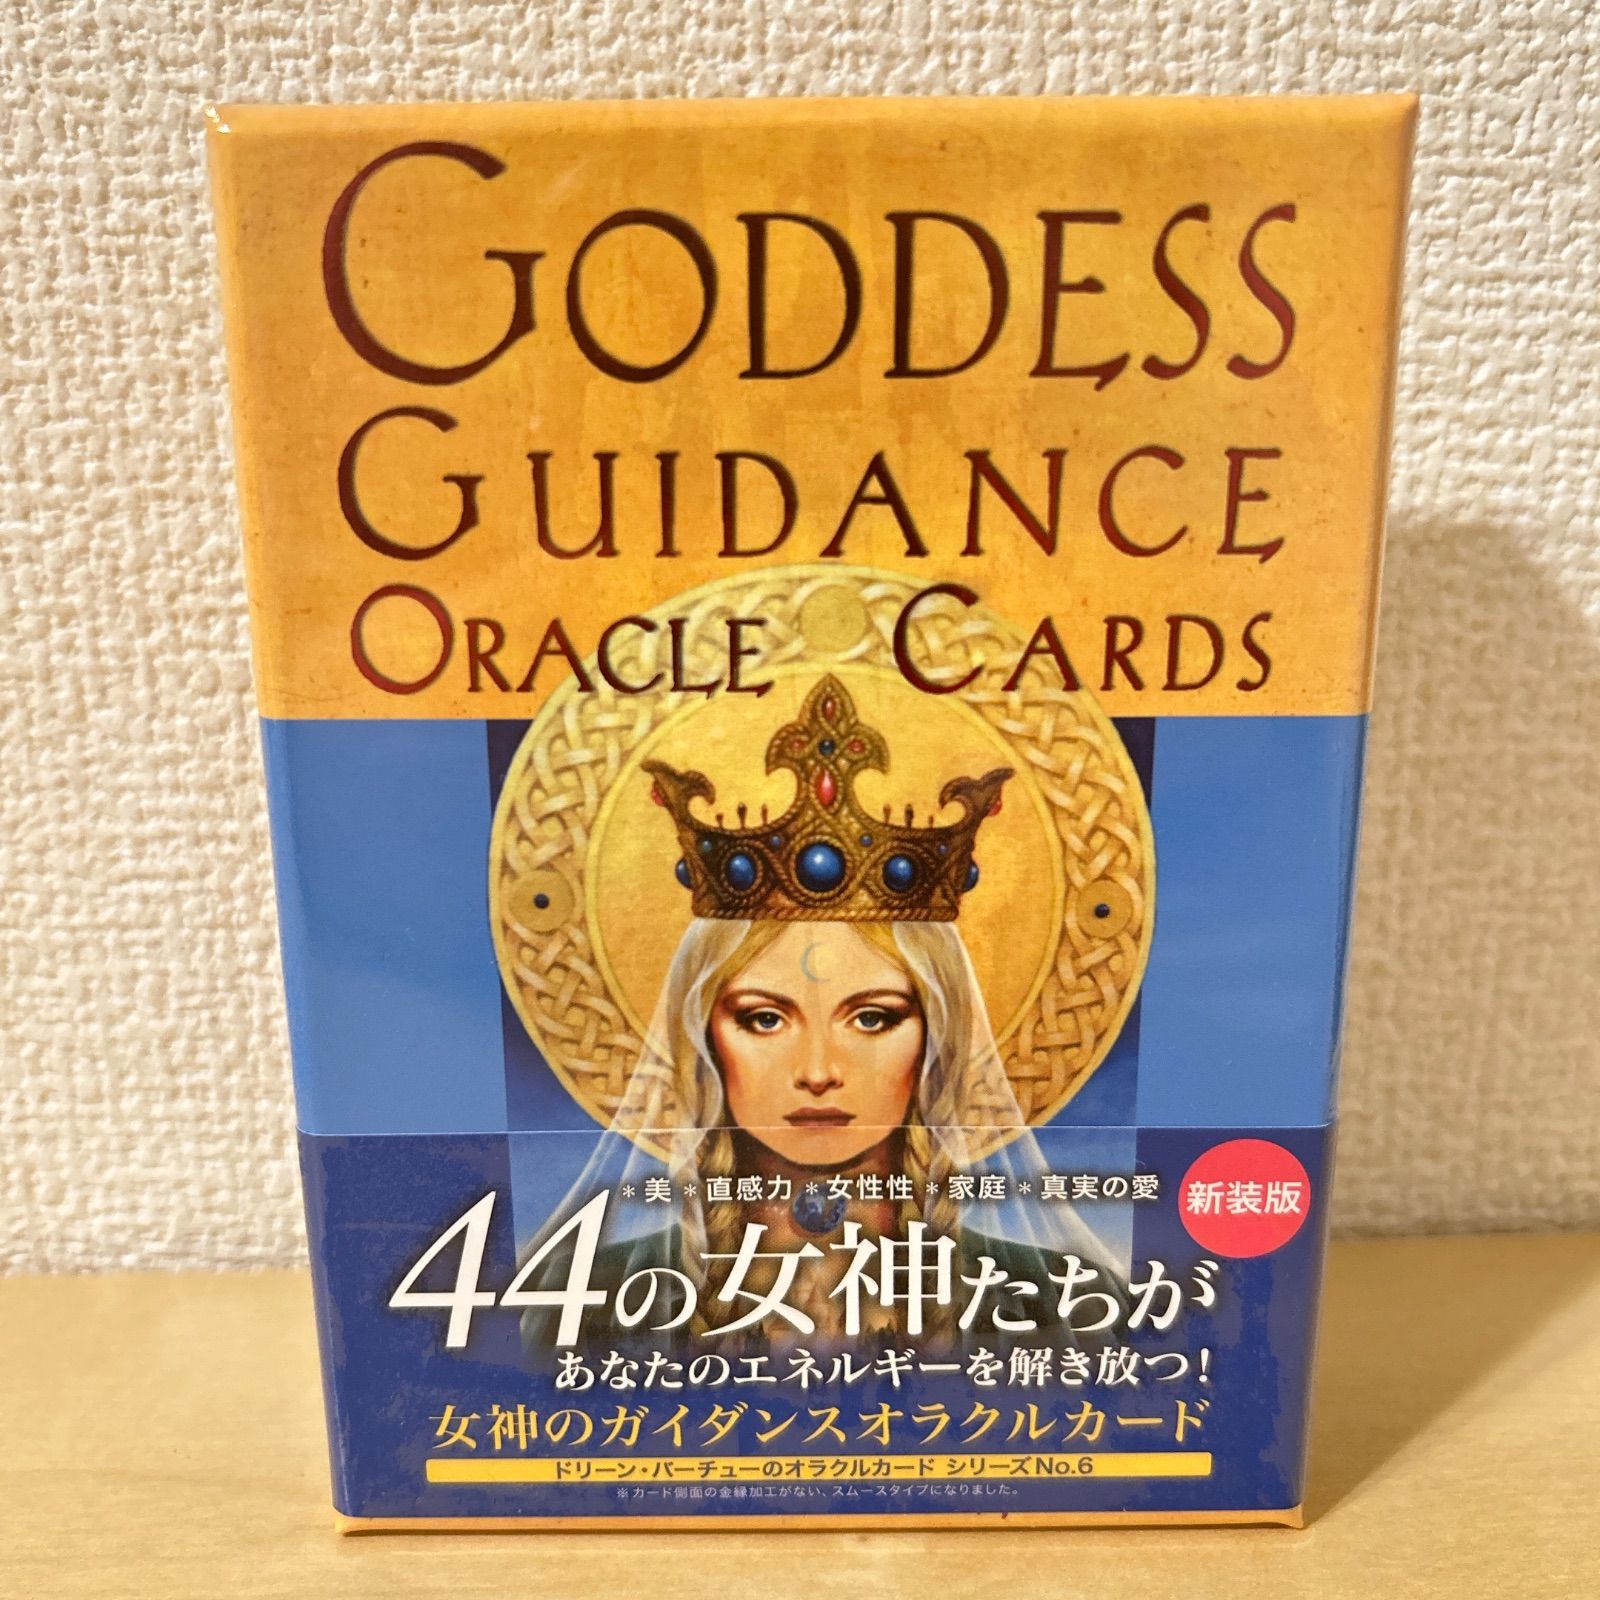 GODDESS
GUIDANCE
ORACLE CARDS
*美*直感力*女性性*家庭*真実の愛
新装版
44の女神たちが
あなたのエネルギーを解き放つ!
女神のガイダンスオラクルカード
ドリーン・バーチューのオラクルカード シリーズNo.6
※カード側面の金縁加工がない、スムースタイプになりました。